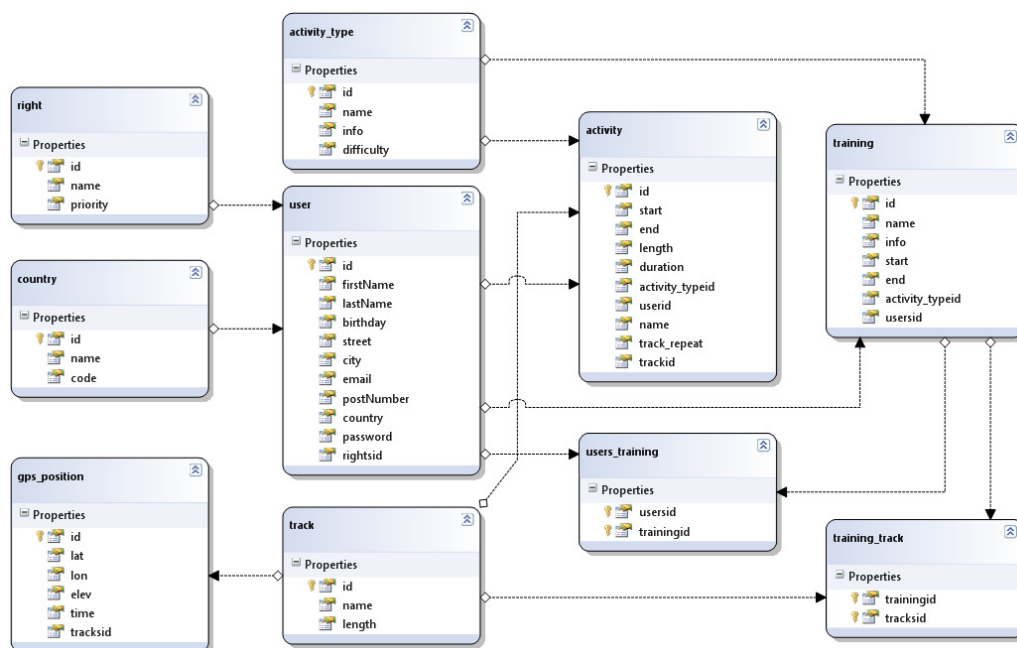 activity_type
Properties
id
name
info
difficulty
right
Properties
id
name
priority
activity
Properties
id
start
end
length
duration
activity_typeid
userid
name
track_repeat
trackid
training
Properties
id
name
info
start
end
activity_typeid
usersid
user
Properties
id
firstName
lastName
birthday
street
city
email
postNumber
country
password
rightsid
country
Properties
id
name
code
users_training
Properties
usersid
trainingid
gps_position
Properties
id
lat
lon
elev
time
tracksid
track
Properties
id
name
length
training_track
Properties
trainingid
tracksid